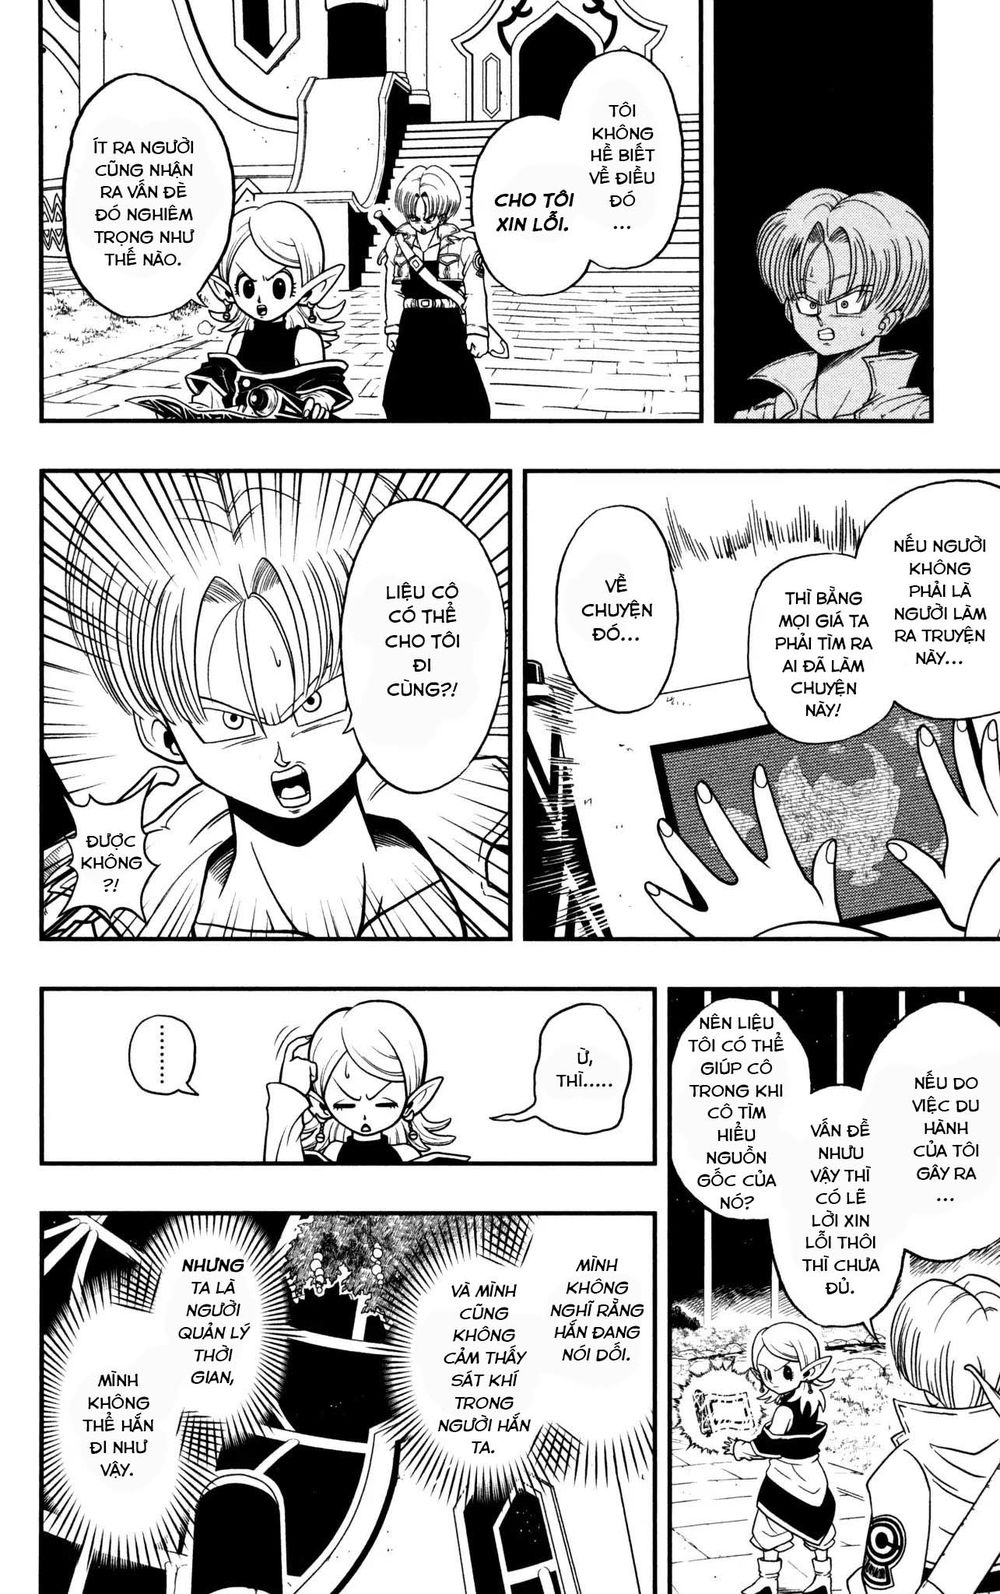 TÔI
KHÔNG
HỀ BIẾT
VỀ ĐIỀU
ĐÓ
...
CHO TÔI
XIN LỖI.
ÍT RA NGƯỜI
CŨNG NHẬN
RA VẤN ĐÈ
ĐÓ NGHIÊM
TRỌNG NHƯ
THẾ NÀO.
NẾU NGƯỜI
KHÔNG
PHẢI LÀ
NGƯỜI LÀM
RA TRUYỆN
NÀY...
THÌ BẰNG
MỌI GIÁ TA
PHẢI TÌM RA
AI ĐÃ LÀM
CHUYỆN
NÀY!
VỀ
CHUYỆN
ĐÓ...
LIỆU CÔ
CÓ THỂ
CHO TÔI
ĐI
CÙNG?!
ĐƯỢC
KHÔNG
?!
NẾU DO
VIỆC DU
HÀNH
CỦA TÔI
GÂY RA
...
VẤN ĐỀ
NHƯU
VẬY THÌ
CÓ LẼ
LỜI XIN
LỖI THÔI
THÌ CHƯA
ĐỦ.
NÊN LIỆU
TÔI CÓ THỂ
GIÚP CÔ
TRONG KHI
CÔ TÌM
HIỂU
NGUỒN
GỐC CỦA
NÓ?
Ừ,
THÌ.....
........
MÌNH
KHÔNG
NGHĨ RẰNG
HẮN ĐANG
NÓI DỐI.
VÀ MÌNH
CŨNG
KHÔNG
CẢM THẤY
SÁT KHÍ
TRONG
NGƯỜI HẮN
TA.
NHƯNG
TA LÀ
NGƯỜI
QUẢN LÝ
THỜI
GIAN,
MÌNH
KHÔNG
THỂ HẮN
ĐI NHƯ
VẬY.